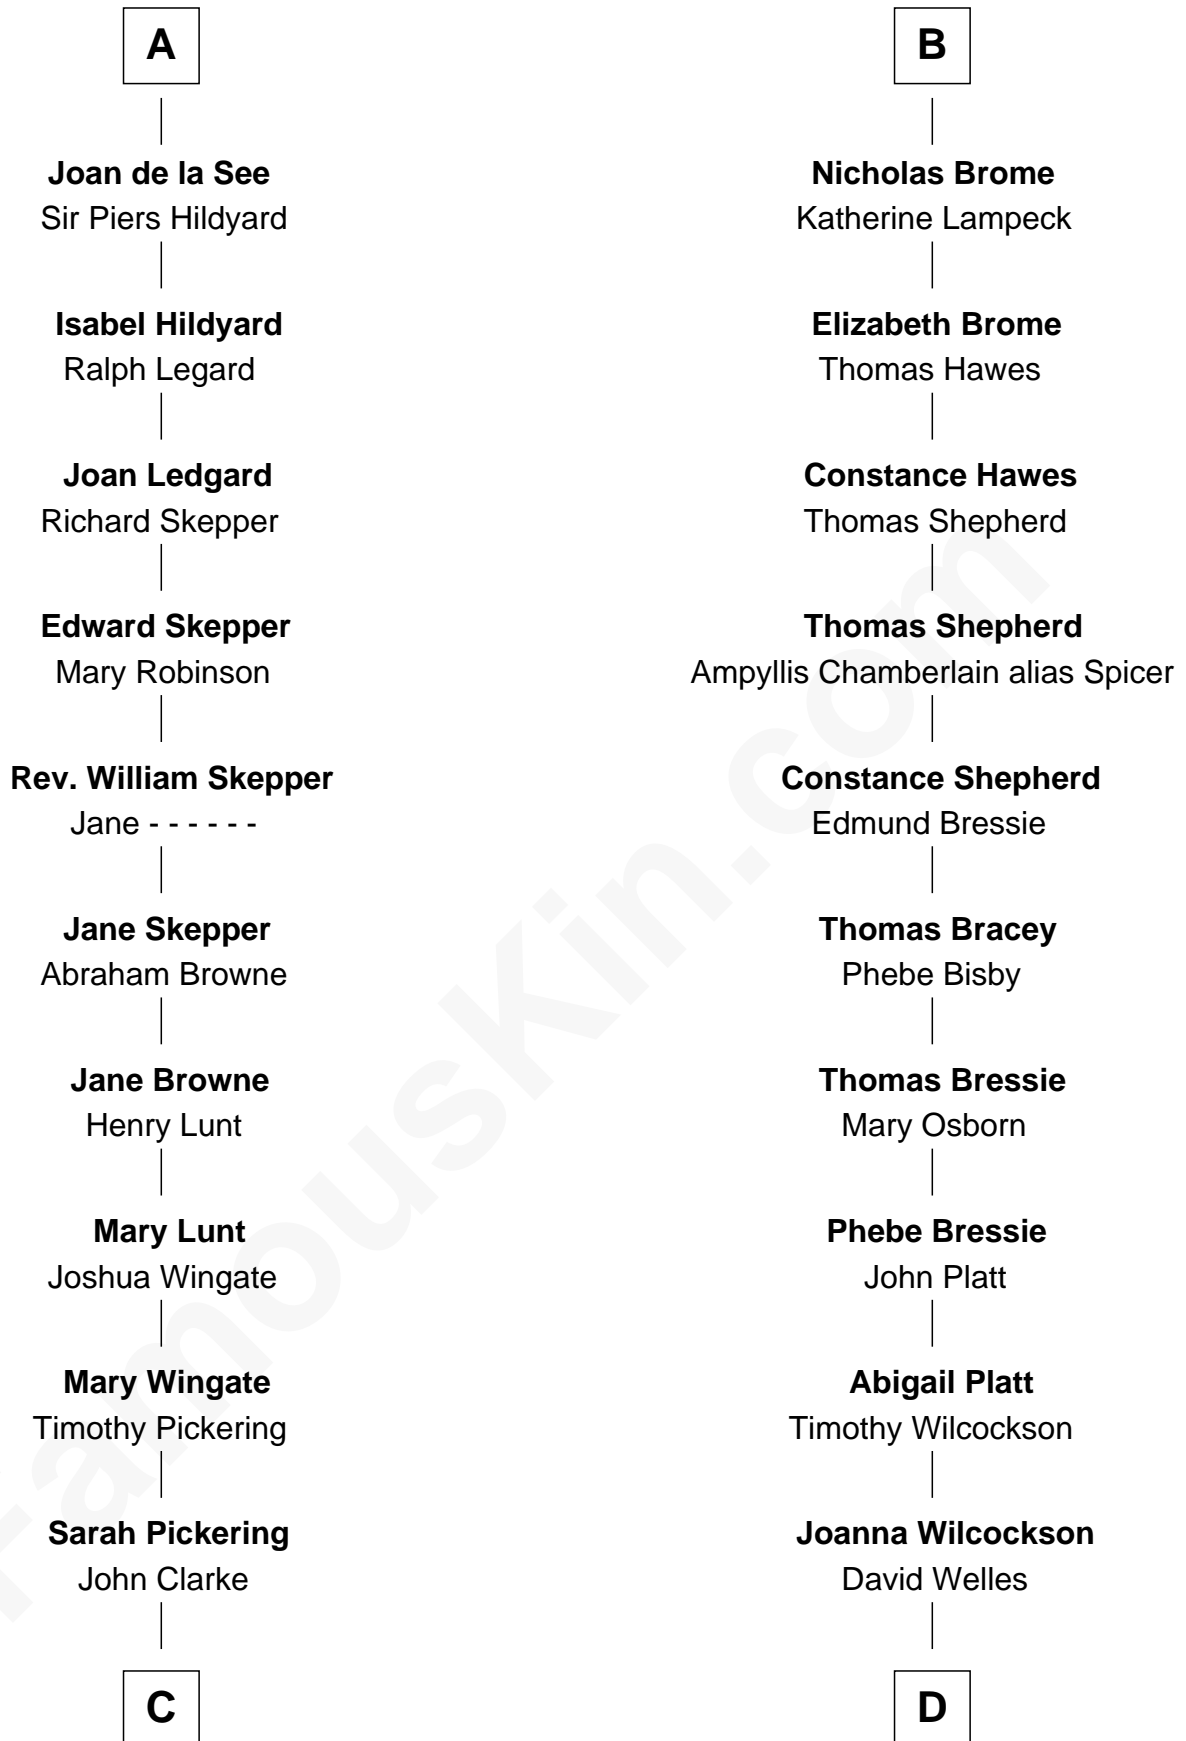 A
Joan de la See
Sir Piers Hildyard
Isabel Hildyard
Ralph Legard
Joan Ledgard
Richard Skepper
Edward Skepper
Mary Robinson
Rev. William Skepper
Jane - - - - - -
Jane Skepper
Abraham Browne
Jane Browne
Henry Lunt
Mary Lunt
Joshua Wingate
Mary Wingate
Timothy Pickering
Sarah Pickering
John Clarke
C
B
Nicholas Brome
Katherine Lampeck
Elizabeth Brome
Thomas Hawes
Constance Hawes
Thomas Shepherd
Thomas Shepherd
Ampyllis Chamberlain alias Spicer
Constance Shepherd
Edmund Bressie
Thomas Bracey
Phebe Bisby
Thomas Bressie
Mary Osborn
Phebe Bressie
John Platt
Abigail Platt
Timothy Wilcockson
Joanna Wilcockson
David Welles
D
FamousKin.com